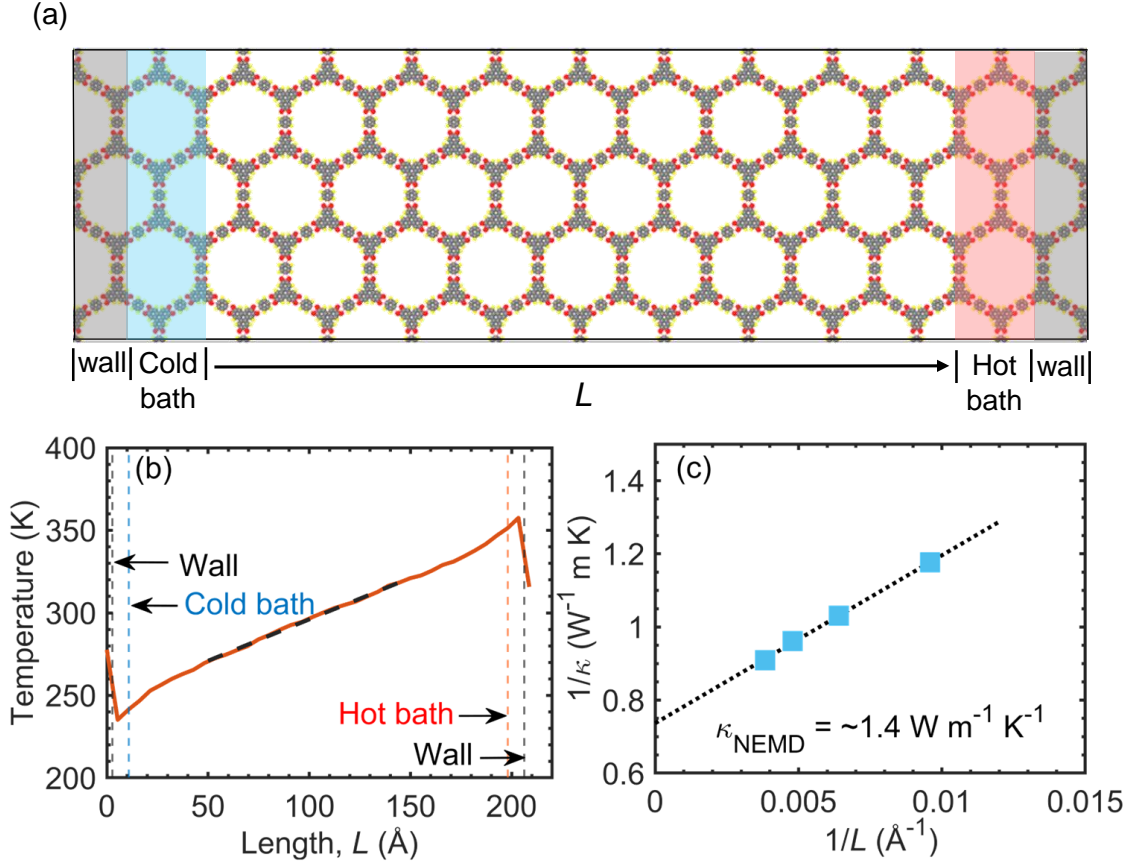 (a)
|wall| Cold bath | L | Hot bath |wall|
(b)
400
350
300
250
200
Temperature (K)
Wall
Cold bath
Hot bath
Wall
0 50 100 150 200
Length, L (Å)
(c)
1.4
1.2
1
0.8
0.6
1/κ (W⁻¹ m K)
κNEMD = ~1.4 W m⁻¹ K⁻¹
0 0.005 0.01 0.015
1/L (Å⁻¹)